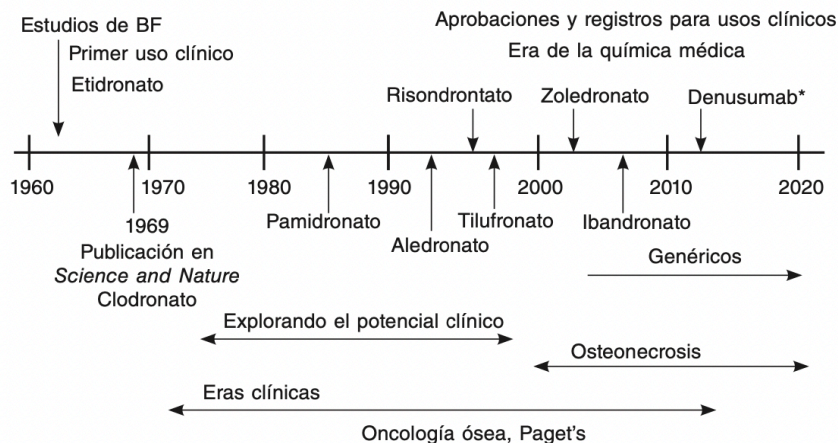 Estudios de BF
Primer uso clínico
Etidronato
Aprobaciones y registros para usos clínicos
Era de la química médica
Risondrontato
Zoledronato
Denusumab*
1960
1970
1980
1990
2000
2010
2020
1969
Publicación en
Science and Nature
Clodronato
Pamidronato
Aledronato
Tilufronato
Ibandronato
Genéricos
Explorando el potencial clínico
Osteonecrosis
Eras clínicas
Oncología ósea, Paget's